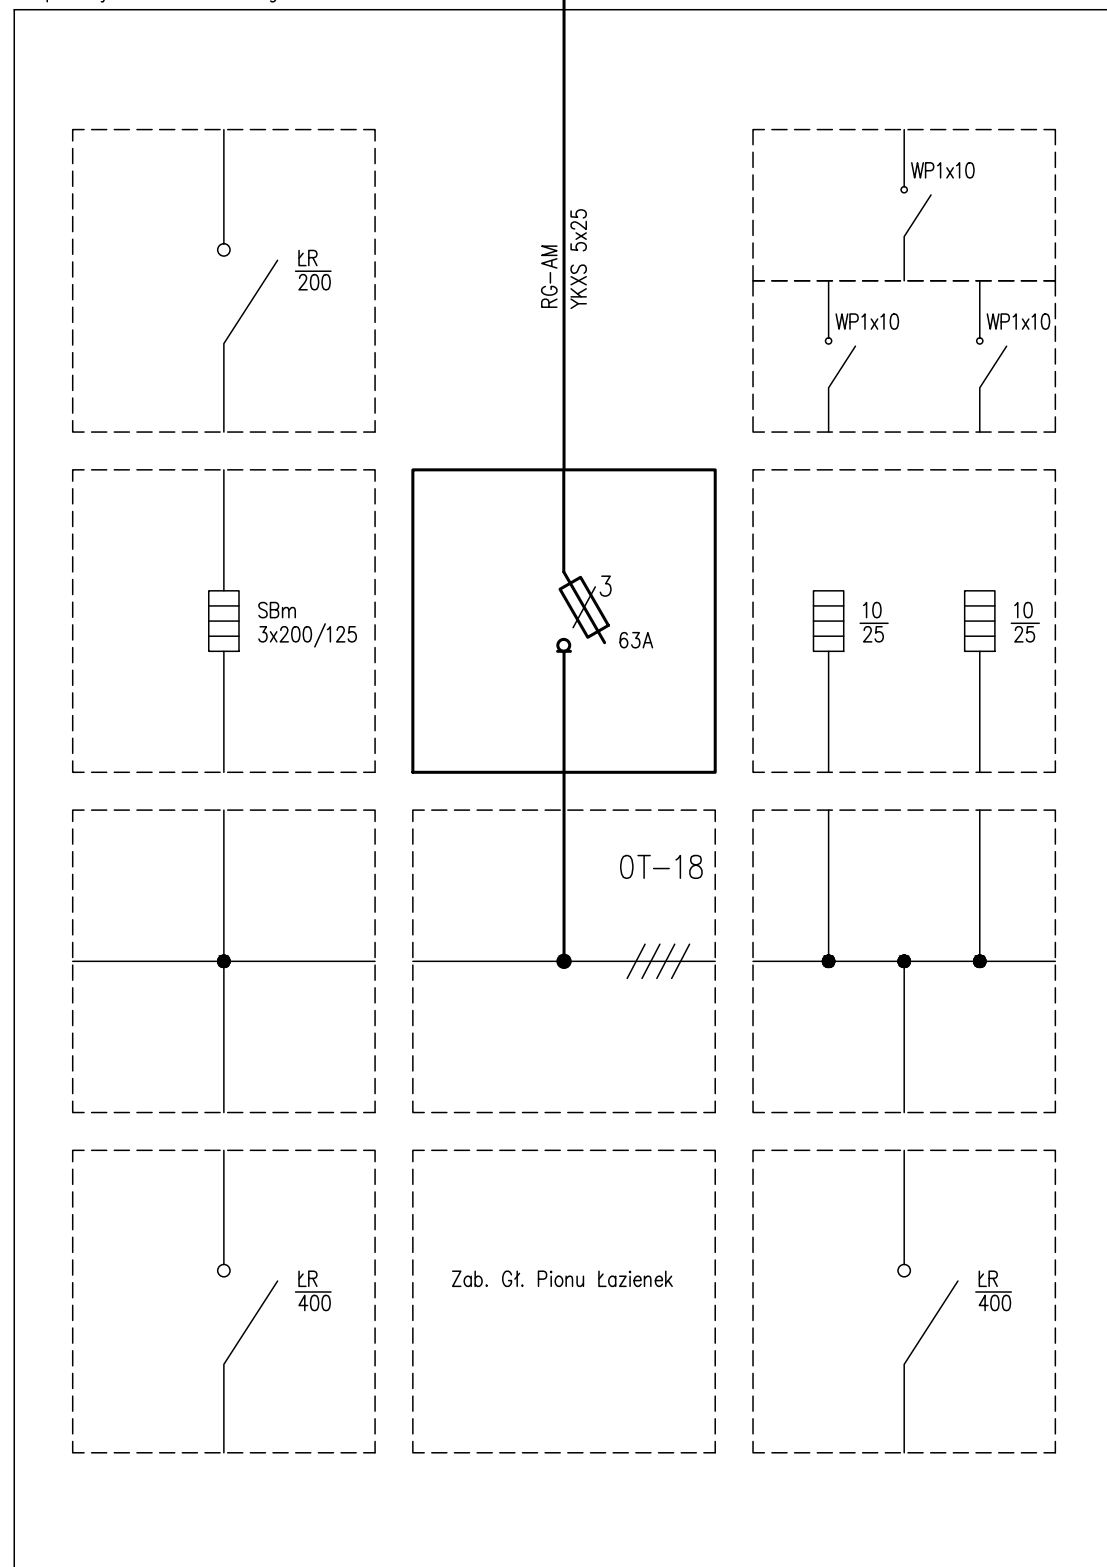 WP1x10
RG-AM
YKXS 5x25
ŁR
200
WP1x10
WP1x10
SBm
3x200/125
3
63A
10
25
10
25
OT-18
Zab. Gł. Pionu Łazienek
ŁR
400
ŁR
400